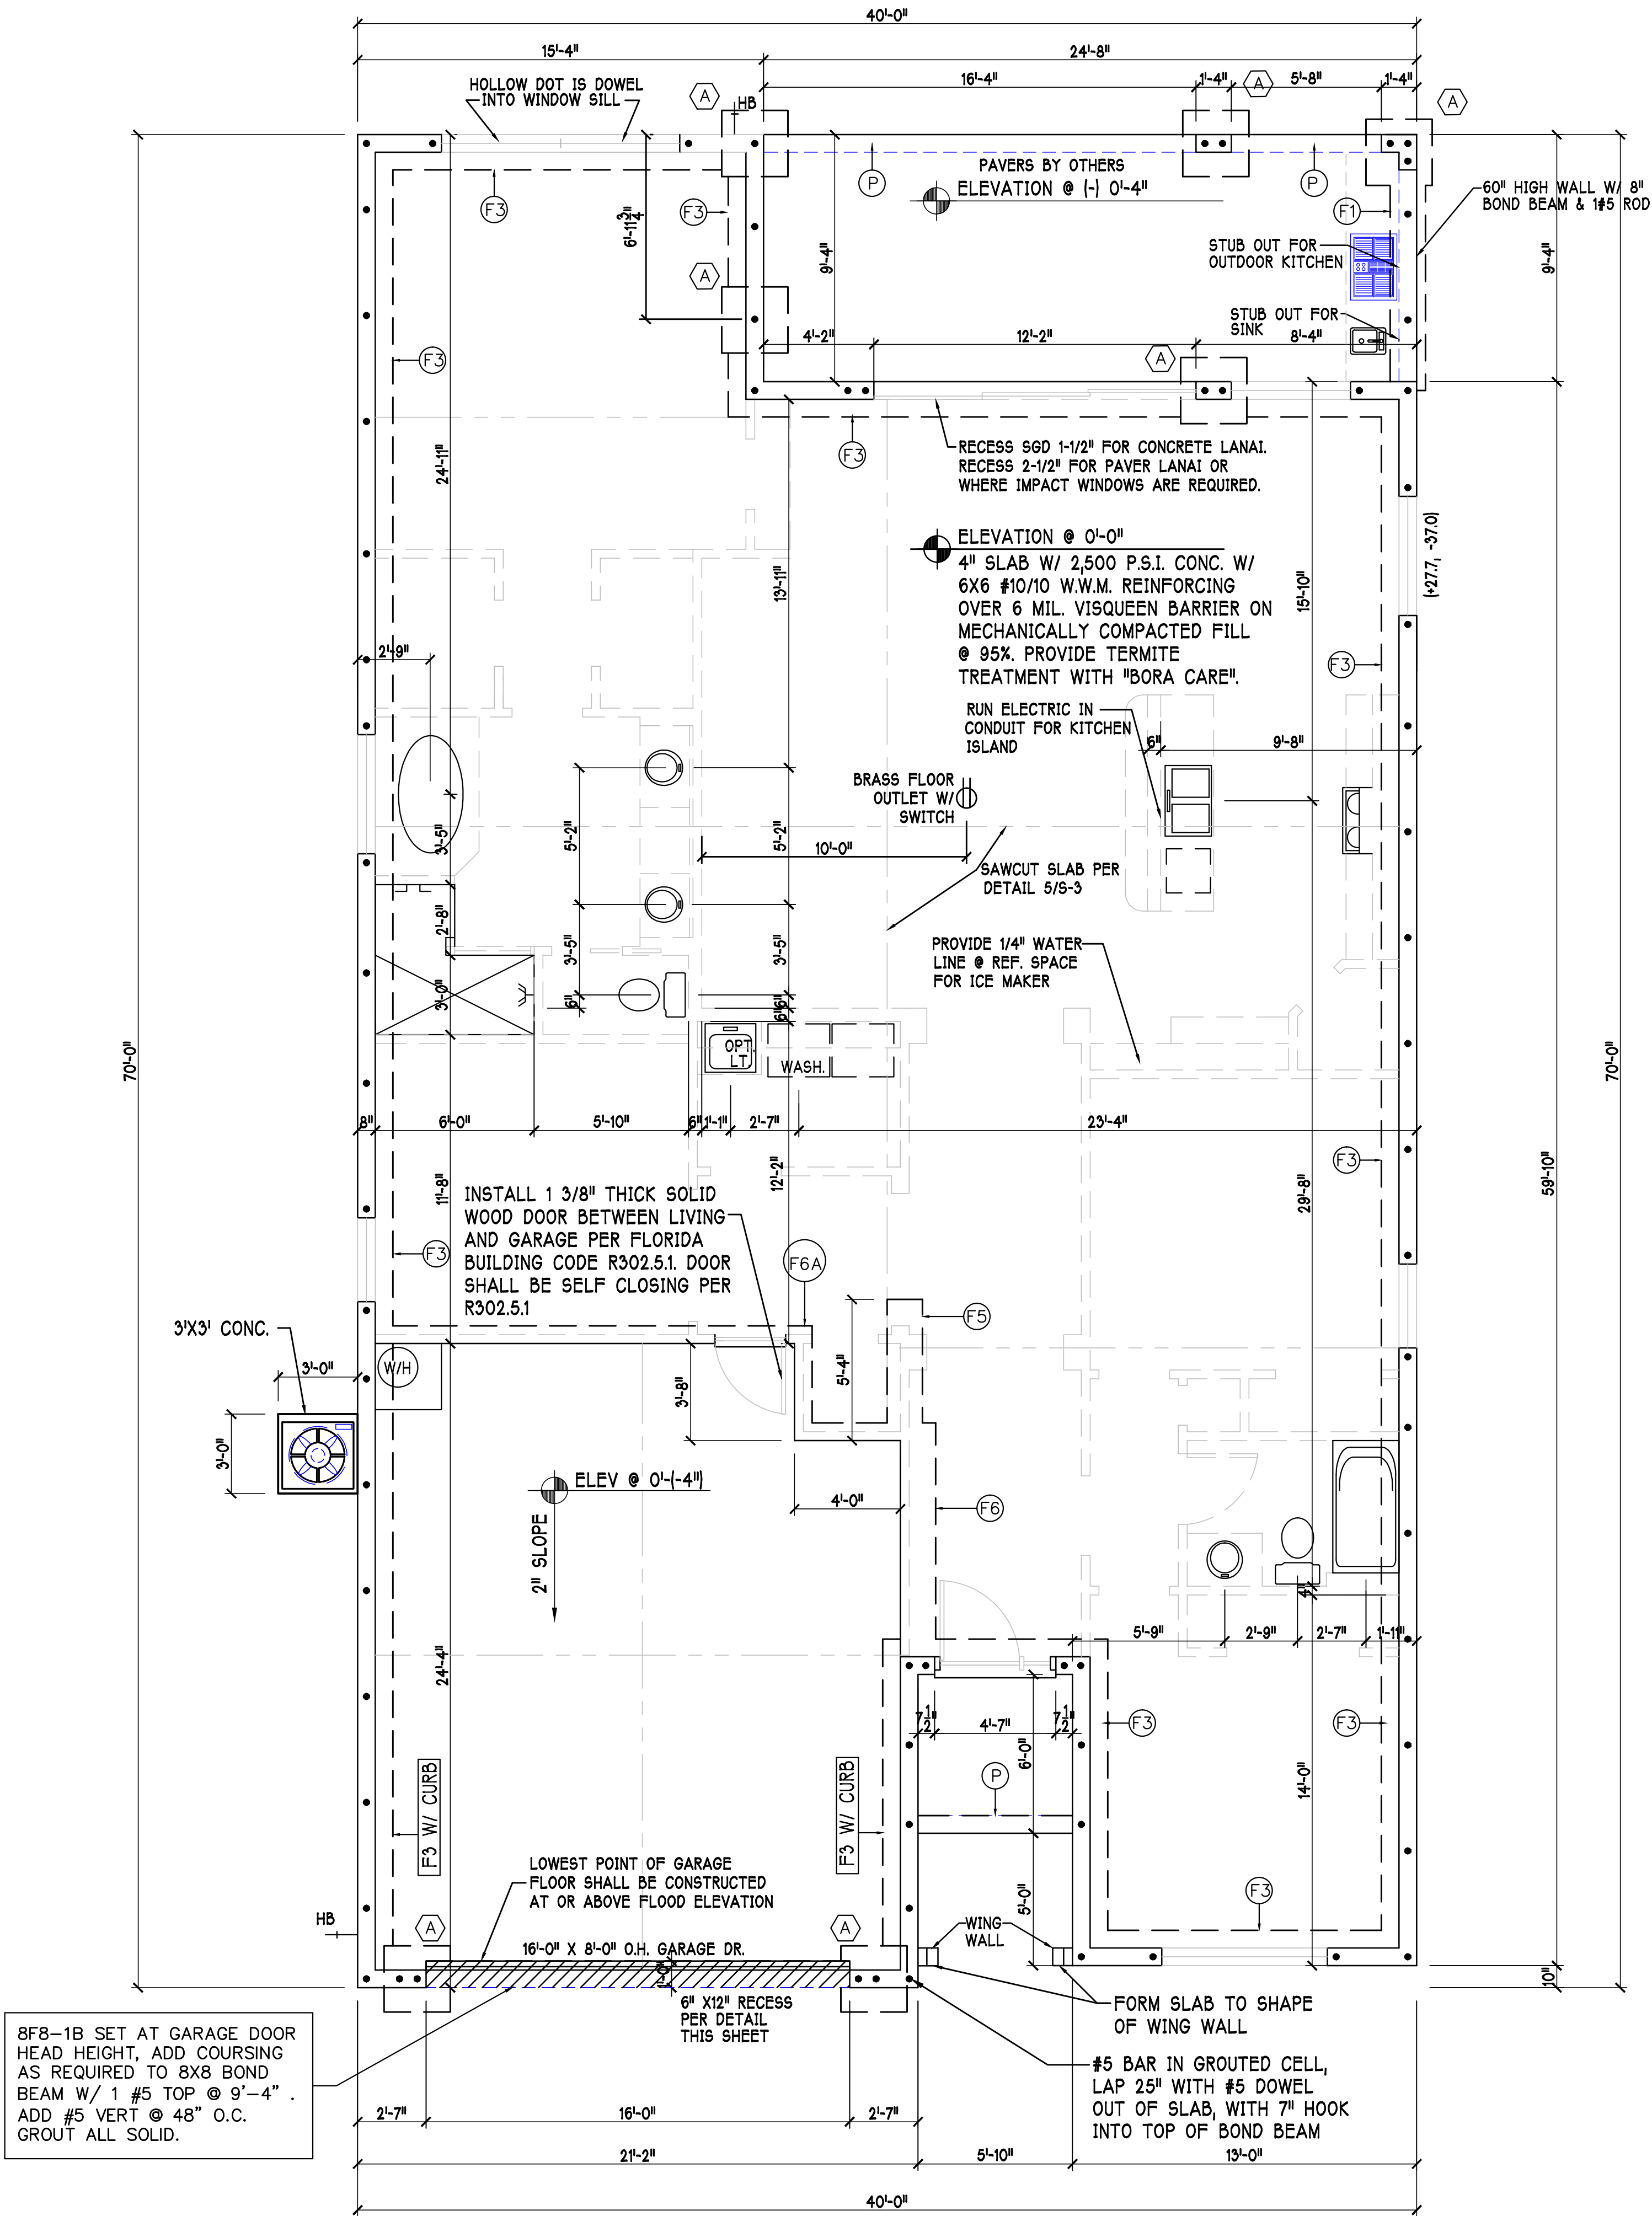 40'-0"
15'-4"
24'-8"
16'-4"
1'-4"
5'-8"
1'-4"
HOLLOW DOT IS DOWEL
INTO WINDOW SILL
A
HB
A
A
PAVERS BY OTHERS
ELEVATION @ (-) 0'-4"
P
P
F3
F3
F1
6'-11 3/4"
60" HIGH WALL W/ 8"
BOND BEAM & 1#5 ROD
STUB OUT FOR
OUTDOOR KITCHEN
9'-4"
9'-4"
A
STUB OUT FOR
SINK
4'-2"
12'-2"
8'-4"
F3
A
F3
RECESS SGD 1-1/2" FOR CONCRETE LANAI.
RECESS 2-1/2" FOR PAVER LANAI OR
WHERE IMPACT WINDOWS ARE REQUIRED.
24'-11"
ELEVATION @ 0'-0"
4" SLAB W/ 2,500 P.S.I. CONC. W/
6X6 #10/10 W.W.M. REINFORCING
OVER 6 MIL. VISQUEEN BARRIER ON
MECHANICALLY COMPACTED FILL
@ 95%. PROVIDE TERMITE
TREATMENT WITH "BORA CARE".
(+27.7, -37.0)
13'-11"
15'-10"
2'-9"
F3
RUN ELECTRIC IN
CONDUIT FOR KITCHEN
ISLAND
6"
9'-8"
BRASS FLOOR
OUTLET W/
SWITCH
3'-5"
5'-2"
5'-2"
10'-0"
SAWCUT SLAB PER
DETAIL 5/S-3
2'-8"
3'-5"
3'-5"
PROVIDE 1/4" WATER
LINE @ REF. SPACE
FOR ICE MAKER
3'-0"
6"
6"
6"
OPT.
LT.
WASH.
70'-0"
70'-0"
8"
6'-0"
5'-10"
6"
1'-1"
2'-7"
23'-4"
F3
11'-8"
12'-2"
29'-8"
59'-10"
INSTALL 1 3/8" THICK SOLID
WOOD DOOR BETWEEN LIVING
AND GARAGE PER FLORIDA
BUILDING CODE R302.5.1. DOOR
SHALL BE SELF CLOSING PER
R302.5.1
F3
F6A
F5
3'X3' CONC.
3'-0"
W/H
3'-8"
5'-4"
3'-0"
ELEV @ 0'-(-4")
4'-0"
F6
2" SLOPE
4"
5'-9"
2'-9"
2'-7"
1'-11"
24'-4"
7 1/2"
4'-7"
7 1/2"
F3
F3
6'-0"
P
14'-0"
F3 W/ CURB
F3 W/ CURB
LOWEST POINT OF GARAGE
FLOOR SHALL BE CONSTRUCTED
AT OR ABOVE FLOOD ELEVATION
F3
5'-0"
HB
A
A
WING
WALL
16'-0" X 8'-0" O.H. GARAGE DR.
1'-0"
10"
6" X12" RECESS
PER DETAIL
THIS SHEET
FORM SLAB TO SHAPE
OF WING WALL
8F8-1B SET AT GARAGE DOOR
HEAD HEIGHT, ADD COURSING
AS REQUIRED TO 8X8 BOND
BEAM W/ 1 #5 TOP @ 9'-4" .
ADD #5 VERT @ 48" O.C.
GROUT ALL SOLID.
#5 BAR IN GROUTED CELL,
LAP 25" WITH #5 DOWEL
OUT OF SLAB, WITH 7" HOOK
INTO TOP OF BOND BEAM
2'-7"
16'-0"
2'-7"
21'-2"
5'-10"
13'-0"
40'-0"